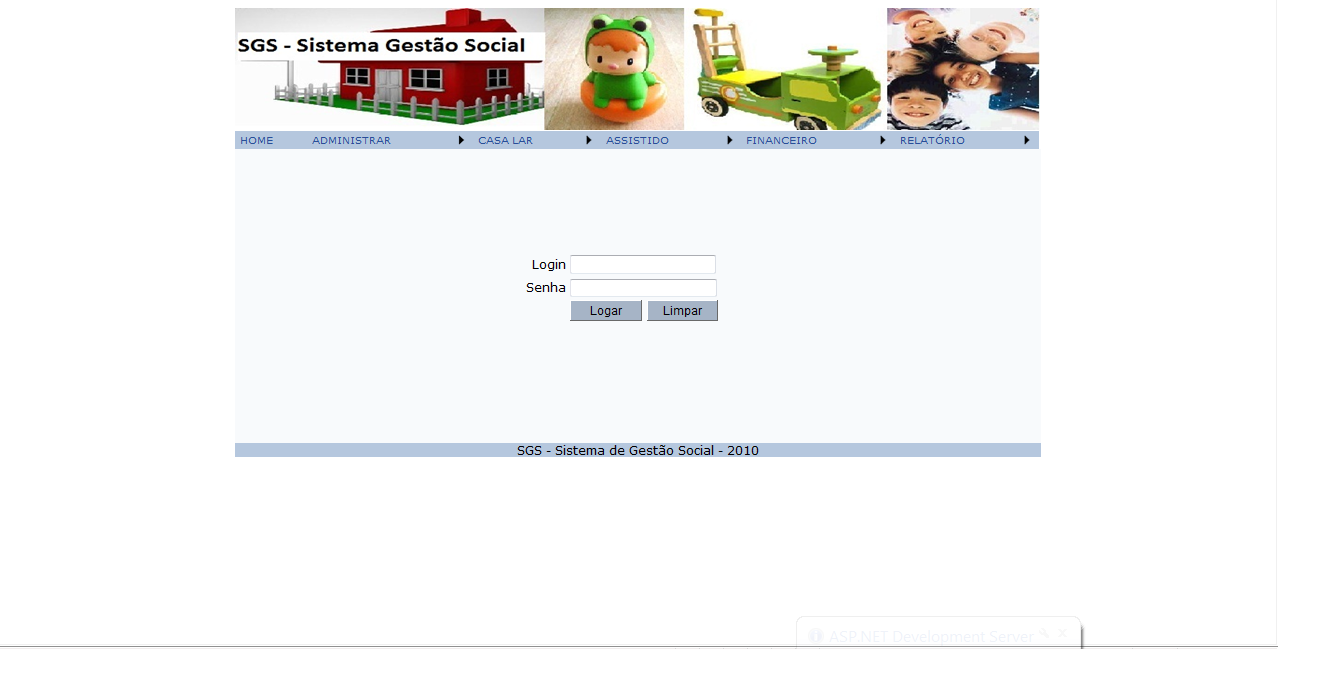 SGS - Sistema Gestão Social
HOME ADMINISTRAR CASA LAR ASSISTIDO FINANCEIRO RELATÓRIO
Login
Senha
Logar Limpar
SGS - Sistema de Gestão Social - 2010
ASP.NET Development Server